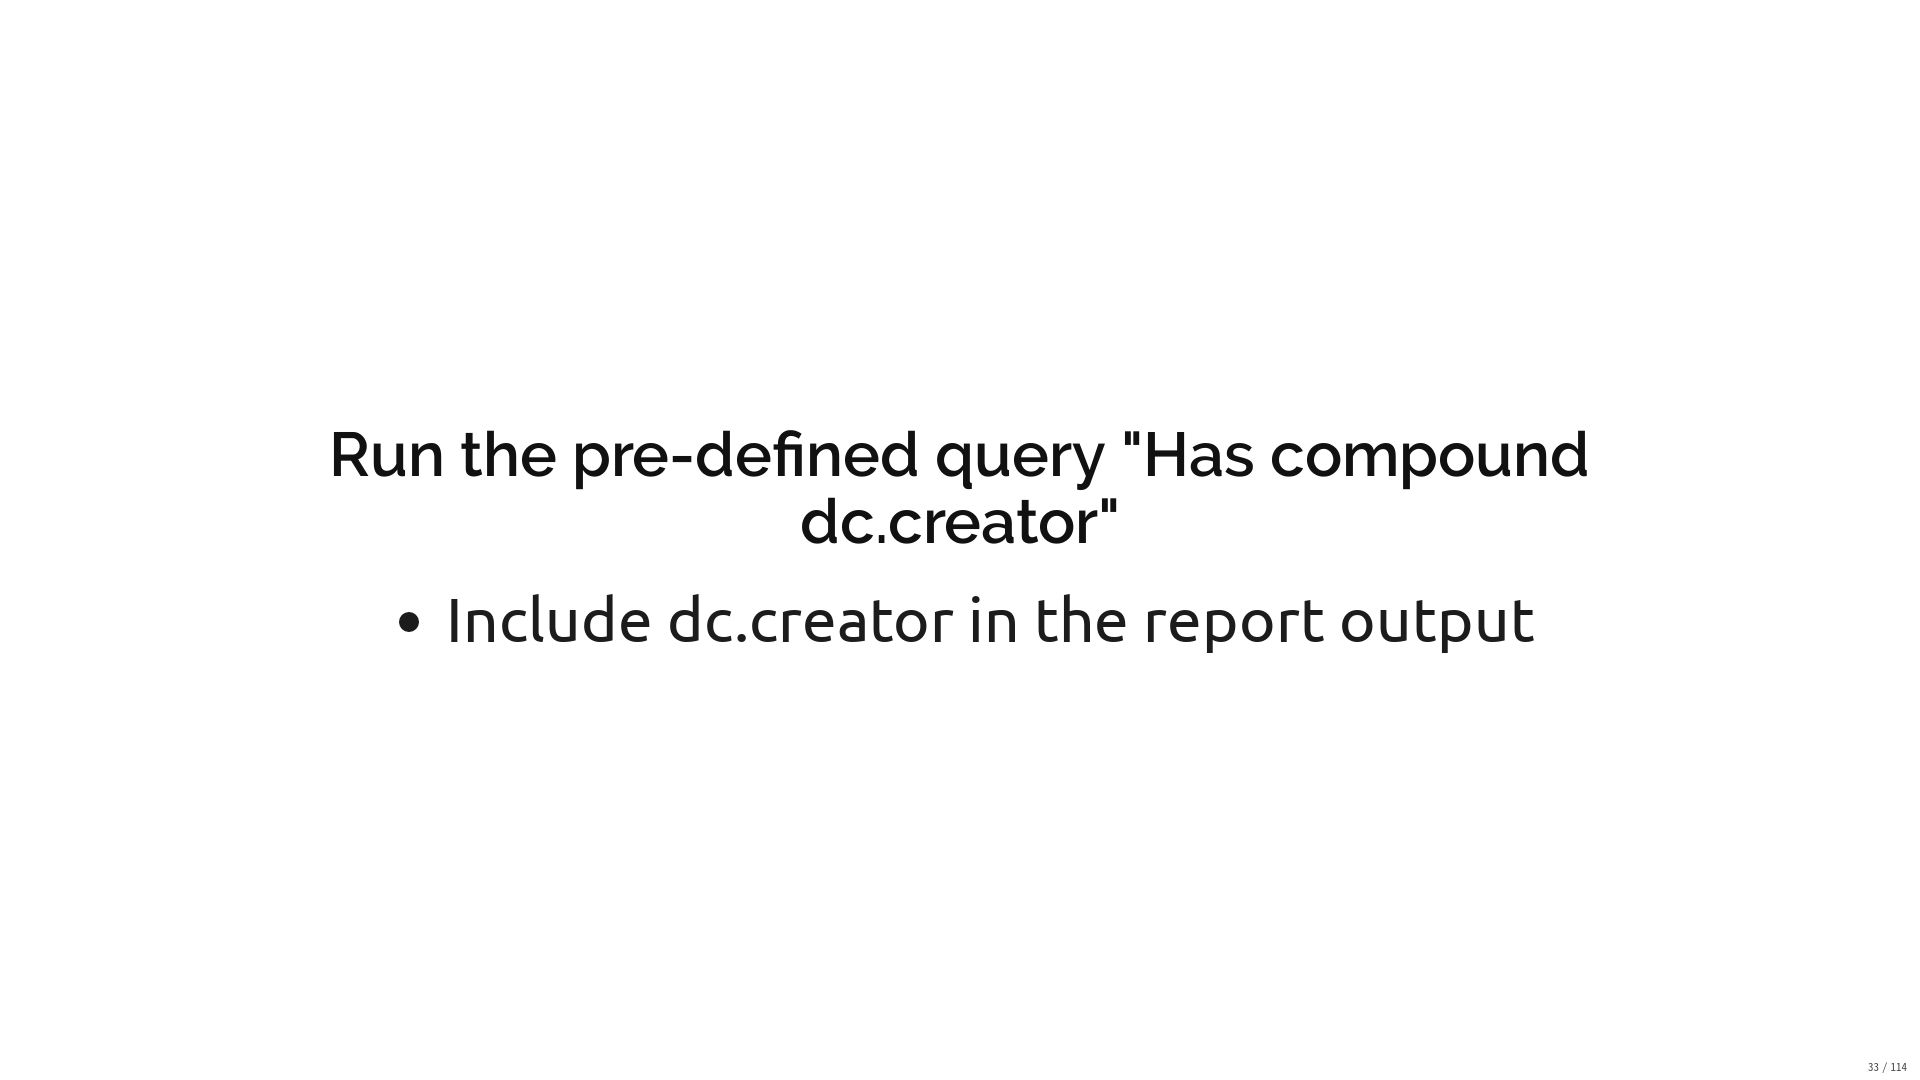 Run the pre-defined query "Has compound
dc.creator"
• Include dc.creator in the report output
33 / 114